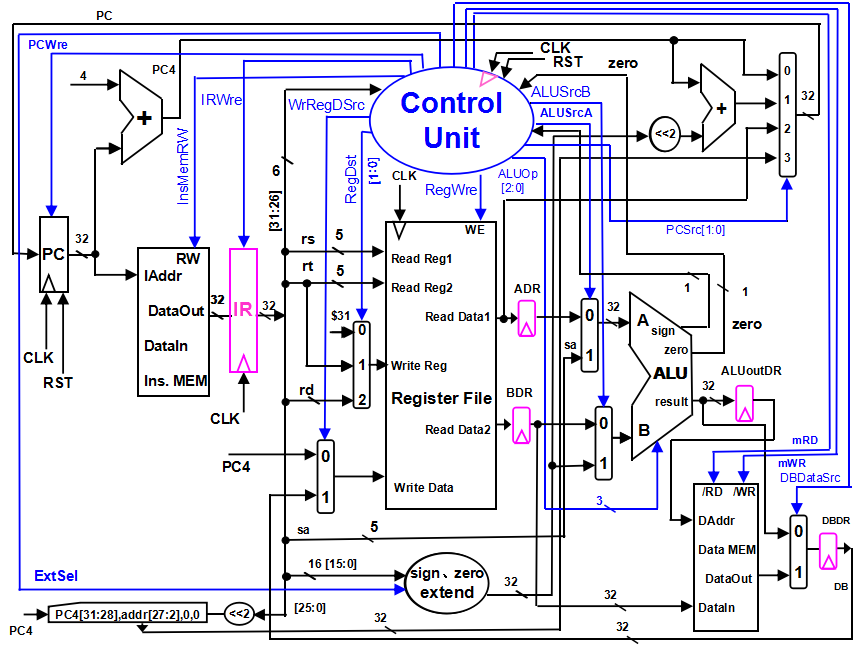 PC
PCWre
CLK
RST
zero
4
PC4
IRWre
WrRegDSrc
Control
Unit
ALUSrcB
ALUSrcA
+
+
<<2
0
1
2
3
32
InsMemRW
6
[31:26]
RegDst
[1:0]
CLK
RegWre
ALUOp
[2:0]
PCSrc[1:0]
PC
32
CLK
RST
RW
IAddr
DataOut
DataIn
Ins. MEM
32
IR
32
CLK
rs
5
rt
5
$31
0
1
2
rd
WE
Read Reg1
Read Reg2
Read Data1
Write Reg
Register File
Read Data2
Write Data
ADR
BDR
0
1
sa
32
0
1
A
sign
zero
ALU
result
B
1
1
zero
32
ALUoutDR
PC4
0
1
3
mRD
mWR
DBDataSrc
/RD
/WR
DAddr
Data MEM
DataOut
DataIn
0
1
DBDR
DB
sa
5
16 [15:0]
sign、zero
extend
32
32
ExtSel
PC4
PC4[31:28],addr[27:2],0,0
<<2
[25:0]
32
32